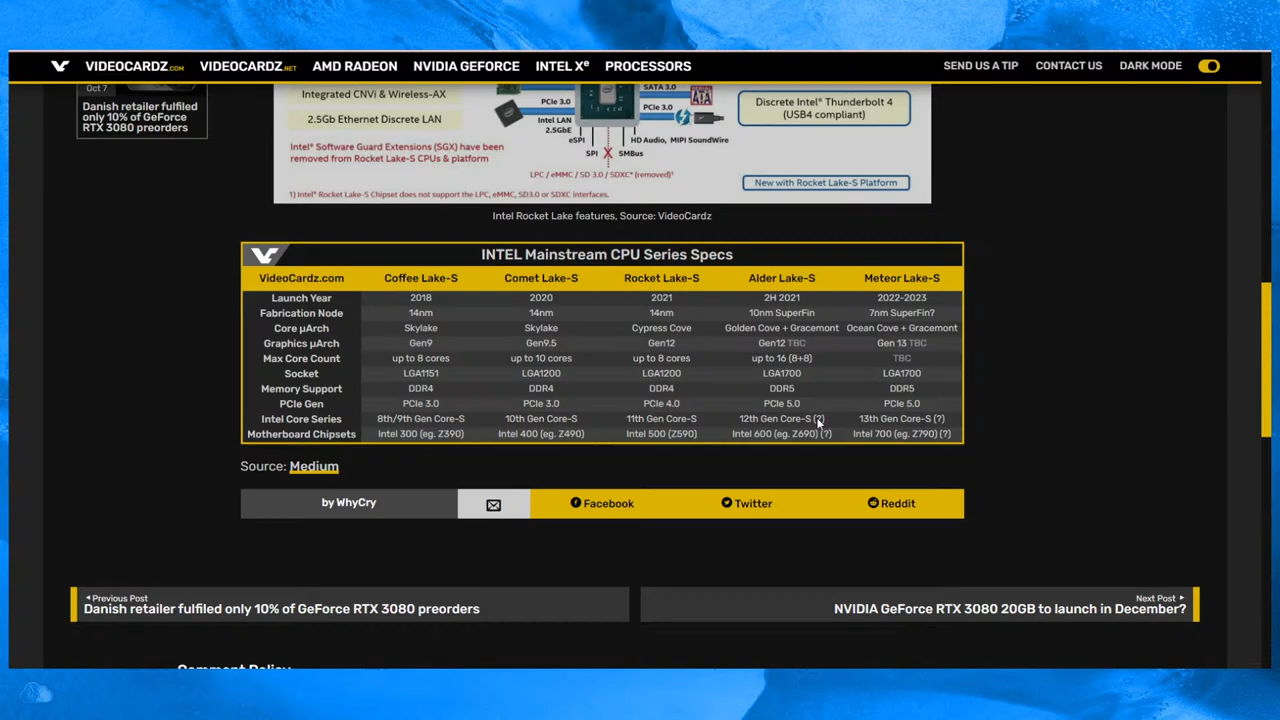 VIDEOCARDZ.COM VIDEOCARDZ.NET AMD RADEON NVIDIA GEFORCE INTEL Xe PROCESSORS SEND US A TIP CONTACT US DARK MODE
Oct 7
Danish retailer fulfiled
only 10% of GeForce
RTX 3080 preorders
Integrated CNVi & Wireless-AX
2.5Gb Ethernet Discrete LAN
Intel® Software Guard Extensions (SGX) have been
removed from Rocket Lake-S CPUs & platform
PCIe 3.0
Intel LAN
2.5GbE
eSPI
SPI
SMBus
SATA 3.0
SATA
PCIe 3.0
HD Audio, MIPI SoundWire
LPC / eMMC / SD 3.0 / SDXC* (removed)¹
Discrete Intel® Thunderbolt 4
(USB4 compliant)
New with Rocket Lake-S Platform
1) Intel® Rocket Lake-S Chipset does not support the LPC, eMMC, SD3.0 or SDXC interfaces.
Intel Rocket Lake features, Source: VideoCardz
INTEL Mainstream CPU Series Specs
VideoCardz.com Coffee Lake-S Comet Lake-S Rocket Lake-S Alder Lake-S Meteor Lake-S
Launch Year 2018 2020 2021 2H 2021 2022-2023
Fabrication Node 14nm 14nm 14nm 10nm SuperFin 7nm SuperFin?
Core µArch Skylake Skylake Cypress Cove Golden Cove + Gracemont Ocean Cove + Gracemont
Graphics µArch Gen9 Gen9.5 Gen12 Gen12 TBC Gen 13 TBC
Max Core Count up to 8 cores up to 10 cores up to 8 cores up to 16 (8+8) TBC
Socket LGA1151 LGA1200 LGA1200 LGA1700 LGA1700
Memory Support DDR4 DDR4 DDR4 DDR5 DDR5
PCIe Gen PCIe 3.0 PCIe 3.0 PCIe 4.0 PCIe 5.0 PCIe 5.0
Intel Core Series 8th/9th Gen Core-S 10th Gen Core-S 11th Gen Core-S 12th Gen Core-S (?) 13th Gen Core-S (?)
Motherboard Chipsets Intel 300 (eg. Z390) Intel 400 (eg. Z490) Intel 500 (Z590) Intel 600 (eg. Z690) (?) Intel 700 (eg. Z790) (?)
Source: Medium
by WhyCry Facebook Twitter Reddit
Previous Post
Danish retailer fulfiled only 10% of GeForce RTX 3080 preorders
Next Post
NVIDIA GeForce RTX 3080 20GB to launch in December?
Comment Policy